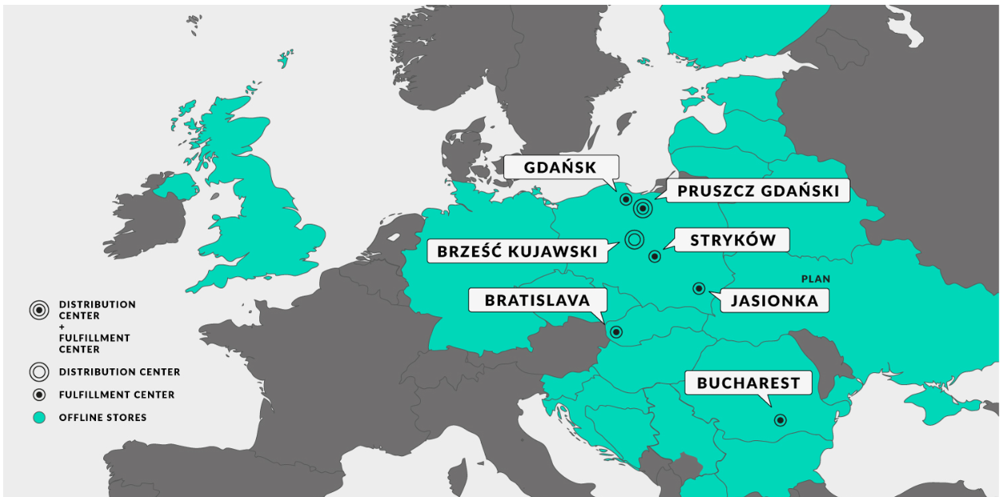 GDAŃSK
PRUSZCZ GDAŃSKI
BRZEŚĆ KUJAWSKI
STRYKÓW
PLAN
JASIONKA
BRATISLAVA
BUCHAREST
DISTRIBUTION
CENTER
+
FULFILLMENT
CENTER
DISTRIBUTION CENTER
FULFILLMENT CENTER
OFFLINE STORES